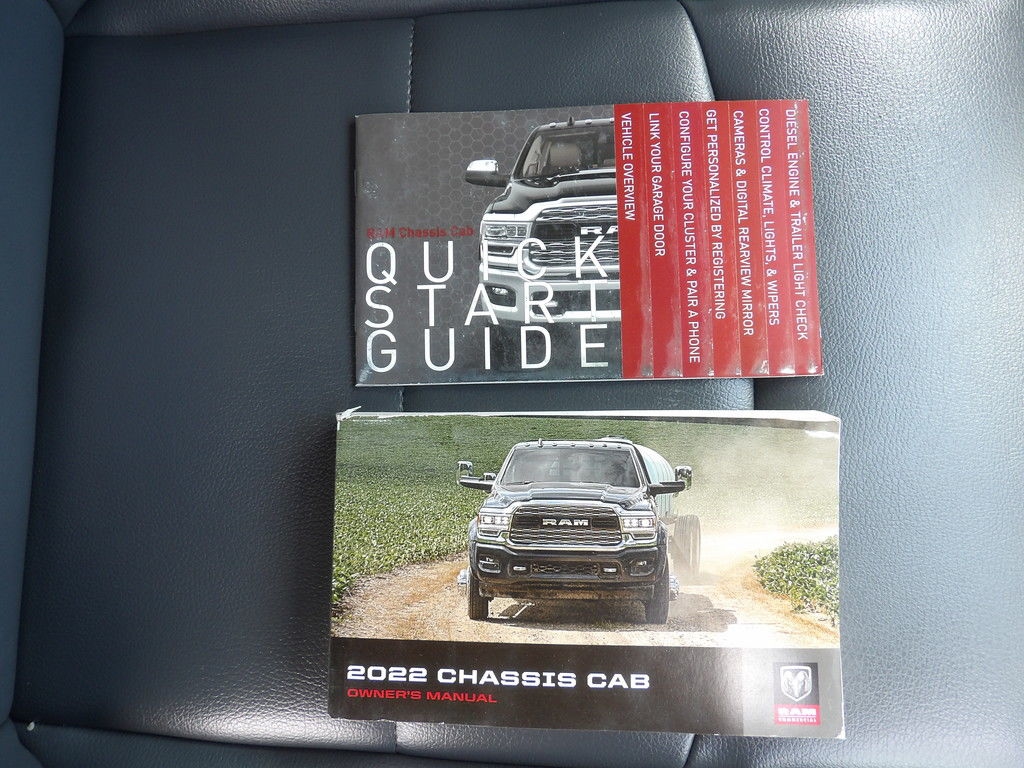 RAM Chassis Cab
QUICK
START
GUIDE
RA
VEHICLE OVERVIEW
LINK YOUR GARAGE DOOR
CONFIGURE YOUR CLUSTER & PAIR A PHONE
GET PERSONALIZED BY REGISTERING
CAMERAS & DIGITAL REARVIEW MIRROR
CONTROL CLIMATE, LIGHTS, & WIPERS
DIESEL ENGINE & TRAILER LIGHT CHECK
RAM
2022 CHASSIS CAB
OWNER'S MANUAL
RAM
COMMERCIAL